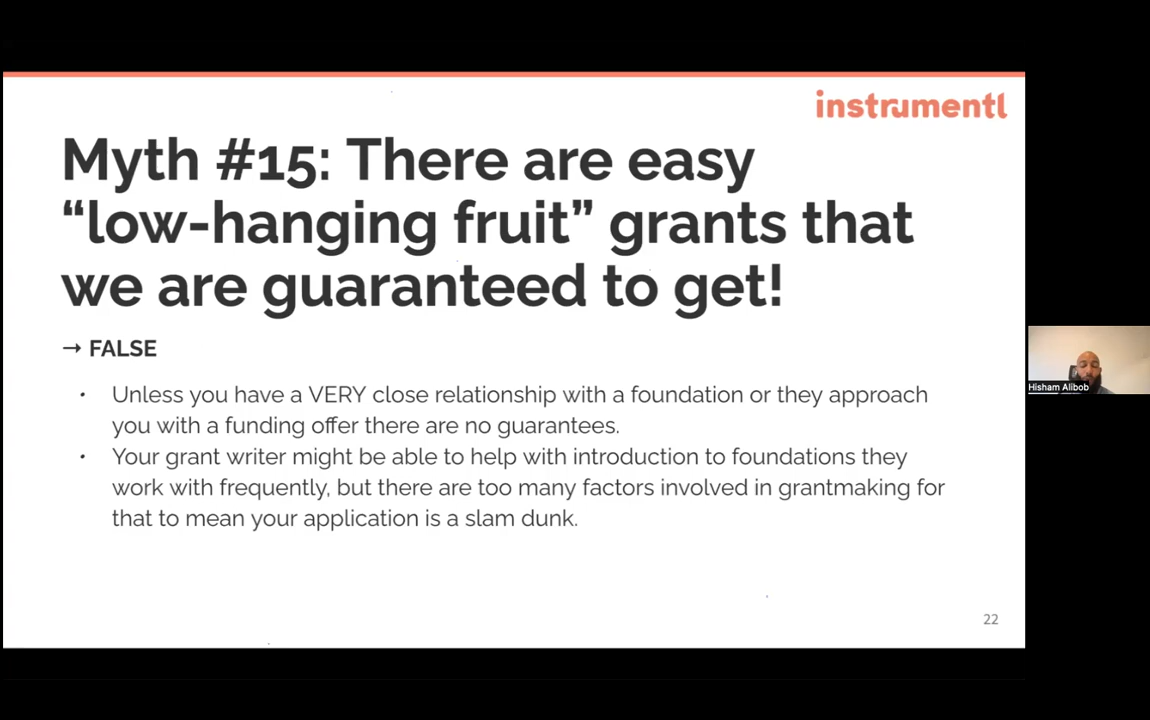 instrumentl
Myth #15: There are easy
“low-hanging fruit” grants that
we are guaranteed to get!
→ FALSE
• Unless you have a VERY close relationship with a foundation or they approach
you with a funding offer there are no guarantees.
• Your grant writer might be able to help with introduction to foundations they
work with frequently, but there are too many factors involved in grantmaking for
that to mean your application is a slam dunk.
22
Hisham Alibob